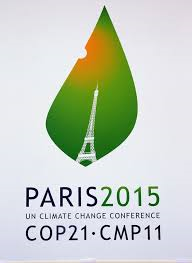 PARIS2015
UN CLIMATE CHANGE CONFERENCE
COP21·CMP11